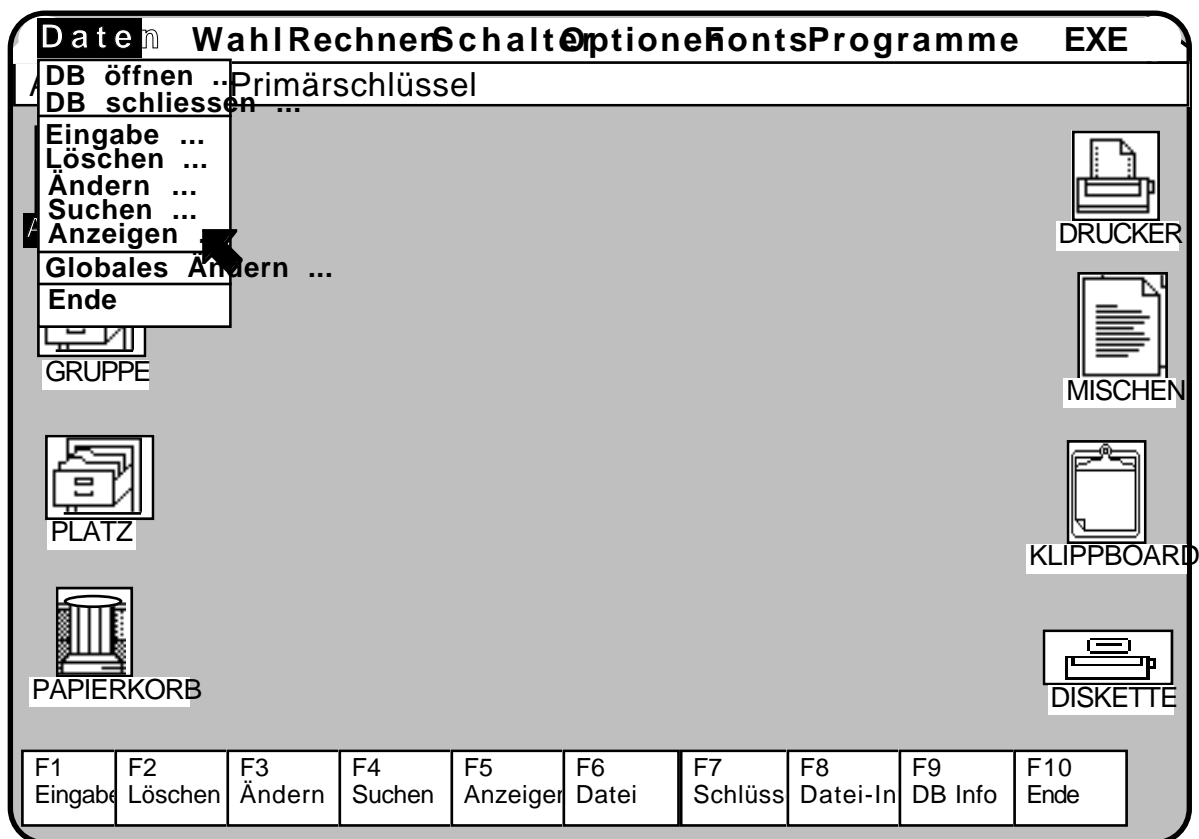 Daten Wahl Rechnen Schalter Optionen Fonts Programme EXE
Primärschlüssel
DB öffnen ...
DB schliessen ...
Eingabe ...
Löschen ...
Ändern ...
Suchen ...
Anzeigen ...
Globales Ändern ...
Ende
GRUPPE
PLATZ
PAPIERKORB
DRUCKER
MISCHEN
KLIPPBOARD
DISKETTE
F1 F2 F3 F4 F5 F6 F7 F8 F9 F10
Eingabe Löschen Ändern Suchen Anzeigen Datei Schlüss Datei-In DB Info Ende